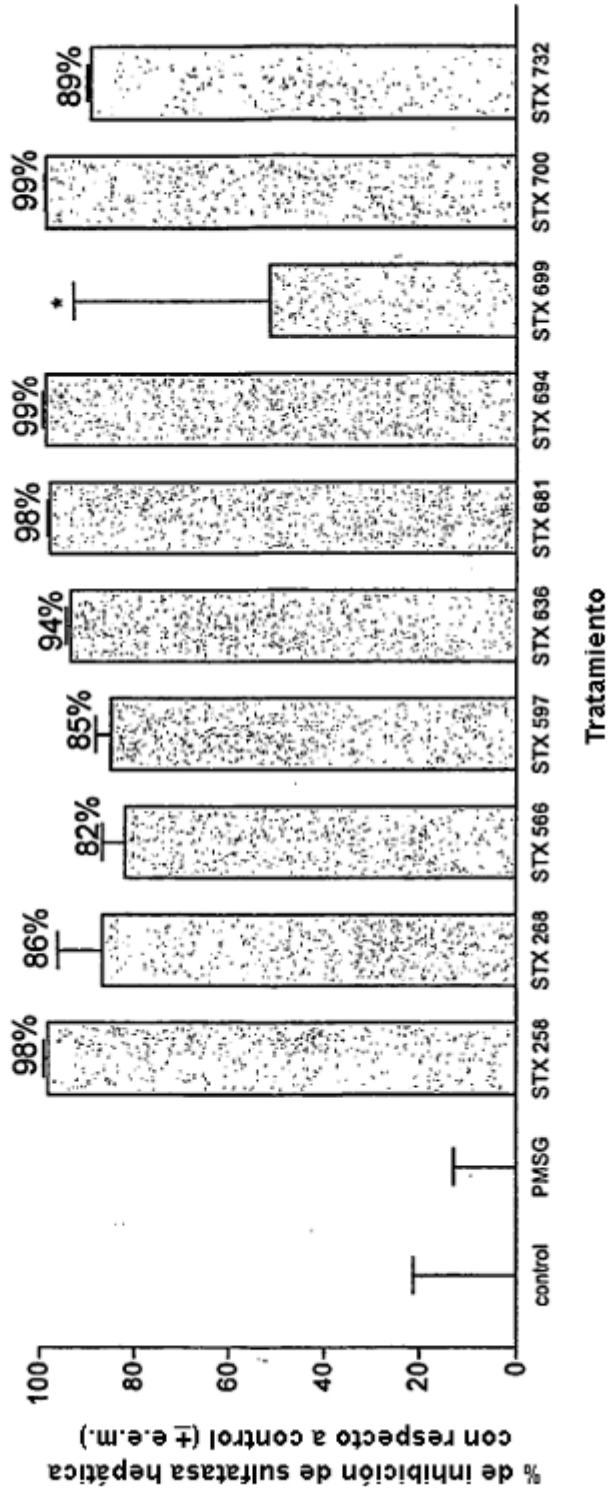 % de inhibición de sulfatasa hepática
con respecto a control (± e.e.m.)
100
80
60
40
20
0
98%
86%
82%
85%
94%
98%
99%
*
99%
89%
control
PMSG
STX 258
STX 268
STX 566
STX 597
STX 636
STX 681
STX 694
STX 699
STX 700
STX 732
Tratamiento